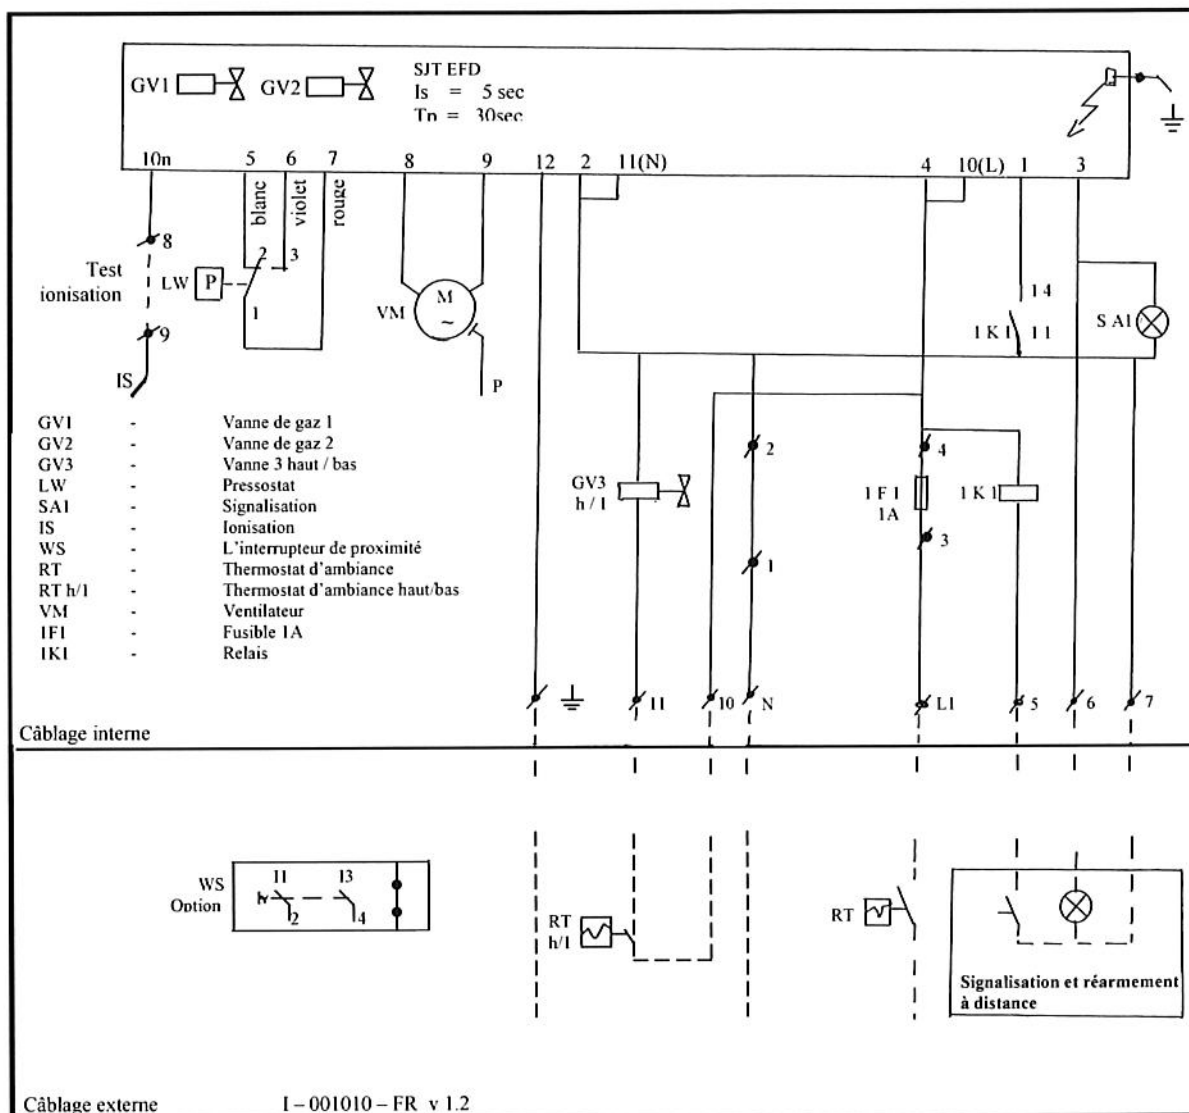 SJT EFD
GV1 GV2 Is = 5 sec
Tn = 30sec
10n 5 6 7 8 9 12 2 11(N) 4 10(L) 1 3
blanc violet rouge
8
Test
ionisation
LW P 2 3
1
9
IS
VM M ~
P
1 4
1 K 1 1 1
S A1
GV1 - Vanne de gaz 1
GV2 - Vanne de gaz 2
GV3 - Vanne 3 haut / bas
LW - Pressostat
SA1 - Signalisation
IS - Ionisation
WS - L'interrupteur de proximité
RT - Thermostat d'ambiance
RT h/l - Thermostat d'ambiance haut/bas
VM - Ventilateur
1F1 - Fusible 1A
1K1 - Relais
2 4
GV3
h / l
1 F 1
1A
1 K 1
3
1
11 10 N L1 5 6 7
Câblage interne
WS
Option
11 13
2 4
RT
h/l
RT
Signalisation et réarmement
à distance
Câblage externe I – 001010 – FR v 1.2